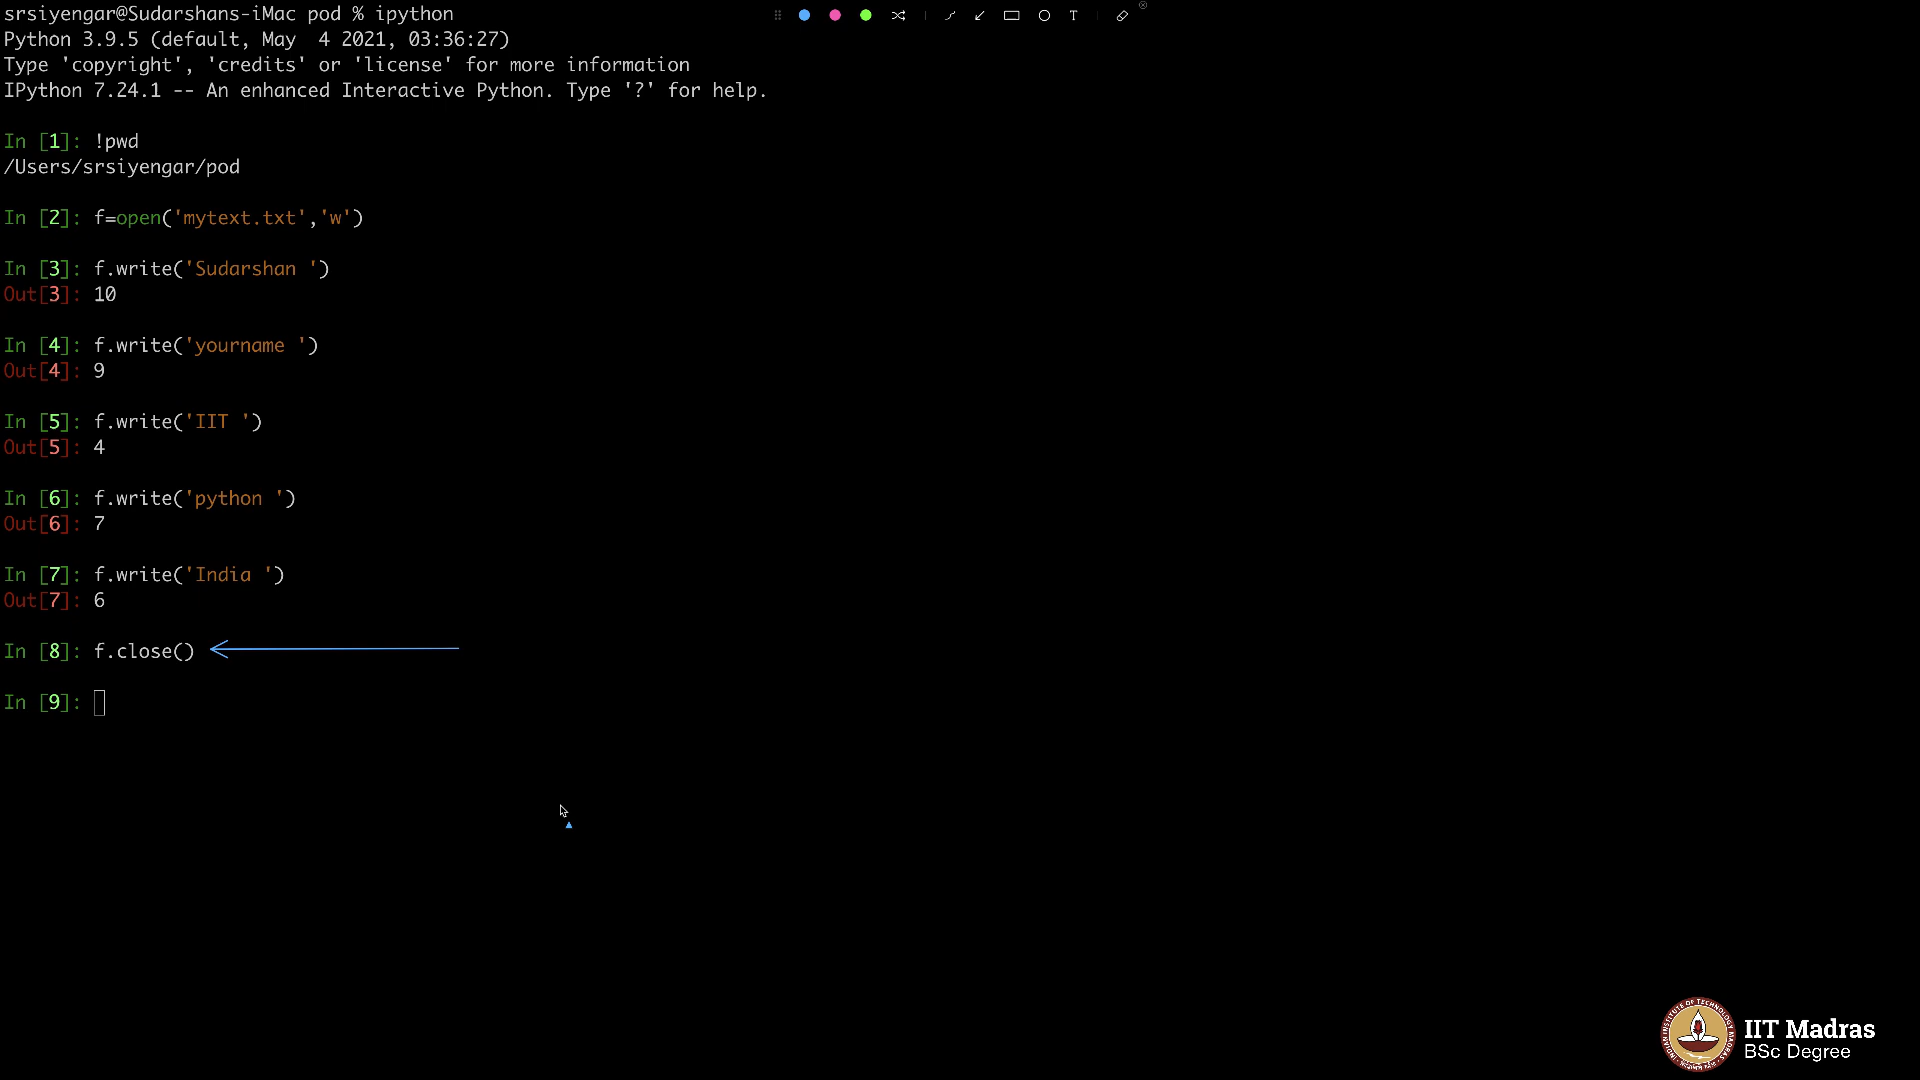 srsiyengar@Sudarshans-iMac pod % ipython
Python 3.9.5 (default, May  4 2021, 03:36:27)
Type 'copyright', 'credits' or 'license' for more information
IPython 7.24.1 -- An enhanced Interactive Python. Type '?' for help.
In [1]: !pwd
/Users/srsiyengar/pod
In [2]: f=open('mytext.txt','w')
In [3]: f.write('Sudarshan ')
Out[3]: 10
In [4]: f.write('yourname ')
Out[4]: 9
In [5]: f.write('IIT ')
Out[5]: 4
In [6]: f.write('python ')
Out[6]: 7
In [7]: f.write('India ')
Out[7]: 6
In [8]: f.close()
In [9]:
T
IIT Madras
BSc Degree